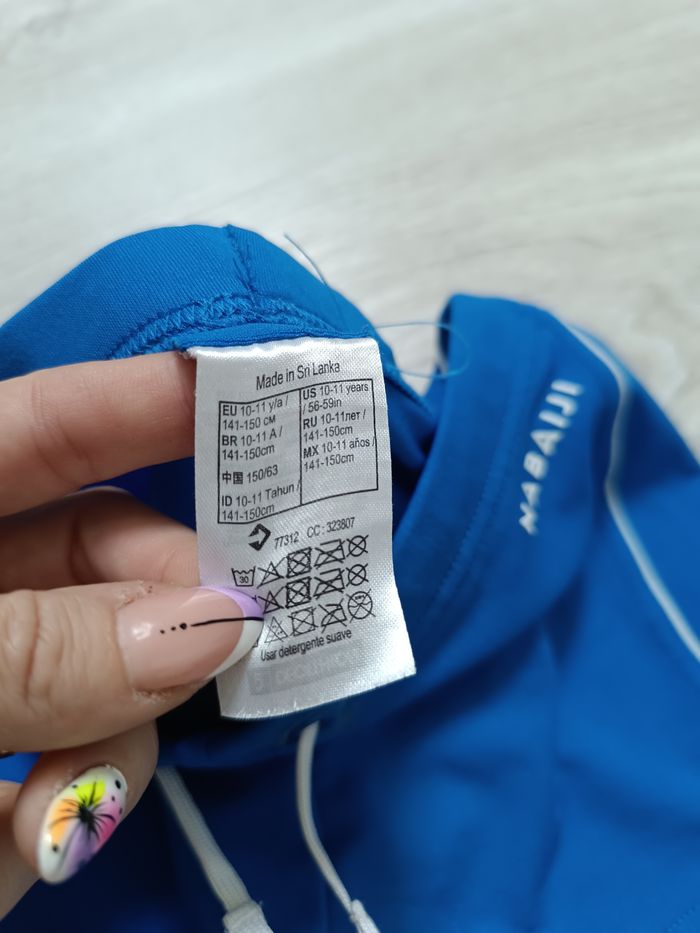 Made in Sri Lanka
EU 10-11 y/a /
141-150 CM
BR 10-11 A /
141-150cm
中国 150/63
ID 10-11 Tahun /
141-150cm
US 10-11 years
/ 56-59in
RU 10-11лет /
141-150cm
MX 10-11 años /
141-150cm
77312 CC: 323807
30
Usar detergente suave
DECATHLON
NABAIJI